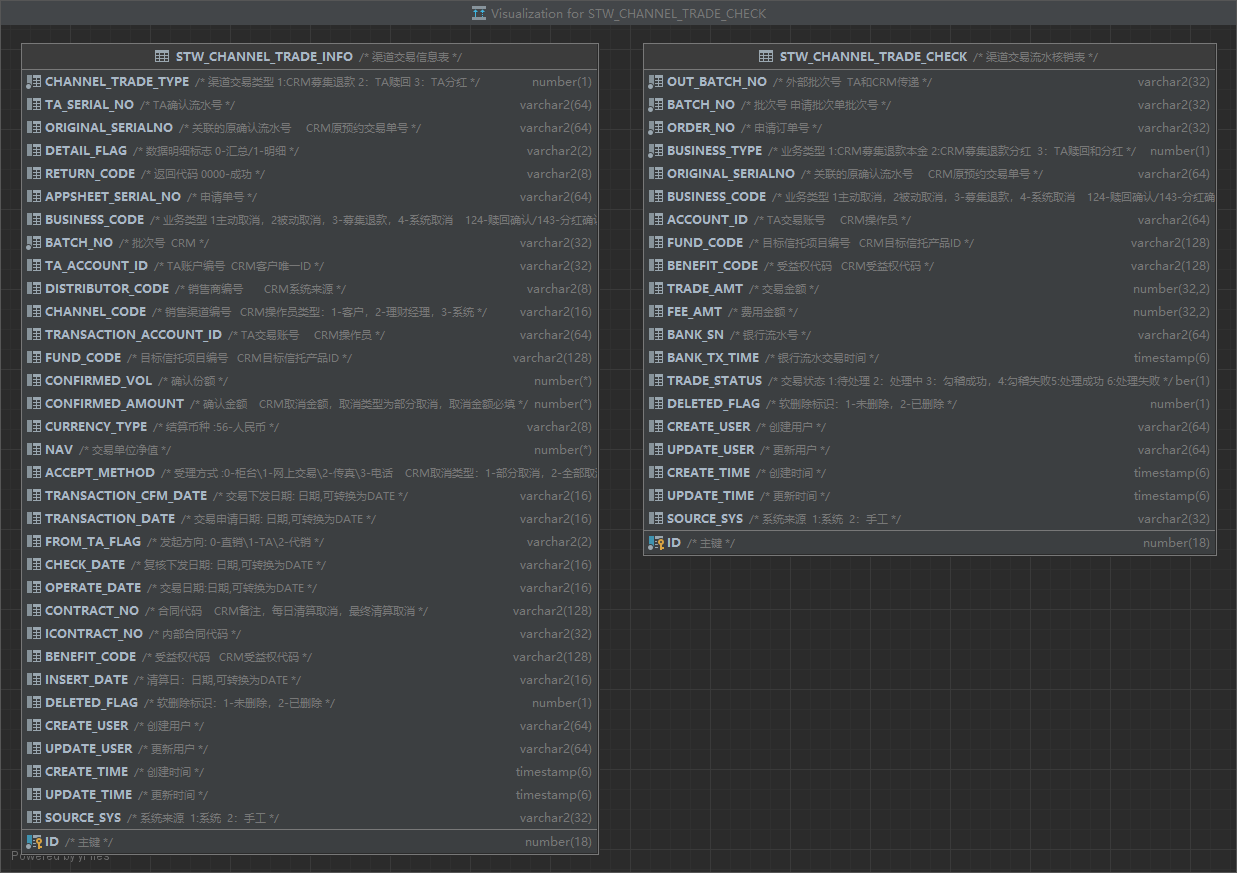 Visualization for STW_CHANNEL_TRADE_CHECK
STW_CHANNEL_TRADE_INFO /* 渠道交易信息表 */
CHANNEL_TRADE_TYPE /* 渠道交易类型 1:CRM募集退款 2：TA赎回 3：TA分红 */ number(1)
TA_SERIAL_NO /* TA确认流水号 */ varchar2(64)
ORIGINAL_SERIALNO /* 关联的原确认流水号 CRM原预约交易单号 */ varchar2(64)
DETAIL_FLAG /* 数据明细标志 0-汇总/1-明细 */ varchar2(2)
RETURN_CODE /* 返回代码 0000-成功 */ varchar2(8)
APPSHEET_SERIAL_NO /* 申请单号 */ varchar2(64)
BUSINESS_CODE /* 业务类型 1主动取消，2被动取消，3-募集退款，4-系统取消 124-赎回确认/143-分红确认
BATCH_NO /* 批次号 CRM */ varchar2(32)
TA_ACCOUNT_ID /* TA账户编号 CRM客户唯一ID */ varchar2(32)
DISTRIBUTOR_CODE /* 销售商编号 CRM系统来源 */ varchar2(8)
CHANNEL_CODE /* 销售渠道编号 CRM操作员类型：1-客户，2-理财经理，3-系统 */ varchar2(16)
TRANSACTION_ACCOUNT_ID /* TA交易账号 CRM操作员 */ varchar2(64)
FUND_CODE /* 目标信托项目编号 CRM目标信托产品ID */ varchar2(128)
CONFIRMED_VOL /* 确认份额 */ number(*)
CONFIRMED_AMOUNT /* 确认金额 CRM取消金额，取消类型为部分取消，取消金额必填 */ number(*)
CURRENCY_TYPE /* 结算币种 :56-人民币 */ varchar2(8)
NAV /* 交易单位净值 */ number(*)
ACCEPT_METHOD /* 受理方式 :0-柜台\1-网上交易\2-传真\3-电话 CRM取消类型：1-部分取消，2-全部取
TRANSACTION_CFM_DATE /* 交易下发日期: 日期,可转换为DATE */ varchar2(16)
TRANSACTION_DATE /* 交易申请日期: 日期,可转换为DATE */ varchar2(16)
FROM_TA_FLAG /* 发起方向: 0-直销\1-TA\2-代销 */ varchar2(2)
CHECK_DATE /* 复核下发日期: 日期,可转换为DATE */ varchar2(16)
OPERATE_DATE /* 交易日期:日期,可转换为DATE */ varchar2(16)
CONTRACT_NO /* 合同代码 CRM备注，每日清算取消，最终清算取消 */ varchar2(128)
ICONTRACT_NO /* 内部合同代码 */ varchar2(32)
BENEFIT_CODE /* 受益权代码 CRM受益权代码 */ varchar2(128)
INSERT_DATE /* 清算日：日期,可转换为DATE */ varchar2(16)
DELETED_FLAG /* 软删除标识：1-未删除，2-已删除 */ number(1)
CREATE_USER /* 创建用户 */ varchar2(64)
UPDATE_USER /* 更新用户 */ varchar2(64)
CREATE_TIME /* 创建时间 */ timestamp(6)
UPDATE_TIME /* 更新时间 */ timestamp(6)
SOURCE_SYS /* 系统来源 1:系统 2：手工 */ varchar2(32)
ID /* 主键 */ number(18)
STW_CHANNEL_TRADE_CHECK /* 渠道交易流水核销表 */
OUT_BATCH_NO /* 外部批次号 TA和CRM传递 */ varchar2(32)
BATCH_NO /* 批次号 申请批次单批次号 */ varchar2(32)
ORDER_NO /* 申请订单号 */ varchar2(32)
BUSINESS_TYPE /* 业务类型 1:CRM募集退款本金 2:CRM募集退款分红 3：TA赎回和分红 */ number(1)
ORIGINAL_SERIALNO /* 关联的原确认流水号 CRM原预约交易单号 */ varchar2(64)
BUSINESS_CODE /* 业务类型 1主动取消，2被动取消，3-募集退款，4-系统取消 124-赎回确认/143-分红确
ACCOUNT_ID /* TA交易账号 CRM操作员 */ varchar2(64)
FUND_CODE /* 目标信托项目编号 CRM目标信托产品ID */ varchar2(128)
BENEFIT_CODE /* 受益权代码 CRM受益权代码 */ varchar2(128)
TRADE_AMT /* 交易金额 */ number(32,2)
FEE_AMT /* 费用金额 */ number(32,2)
BANK_SN /* 银行流水号 */ varchar2(64)
BANK_TX_TIME /* 银行流水交易时间 */ timestamp(6)
TRADE_STATUS /* 交易状态 1:待处理 2：处理中 3：勾稽成功，4:勾稽失败5:处理成功 6:处理失败 */ ber(1)
DELETED_FLAG /* 软删除标识：1-未删除，2-已删除 */ number(1)
CREATE_USER /* 创建用户 */ varchar2(64)
UPDATE_USER /* 更新用户 */ varchar2(64)
CREATE_TIME /* 创建时间 */ timestamp(6)
UPDATE_TIME /* 更新时间 */ timestamp(6)
SOURCE_SYS /* 系统来源 1:系统 2：手工 */ varchar2(32)
ID /* 主键 */ number(18)
Powered by yFiles